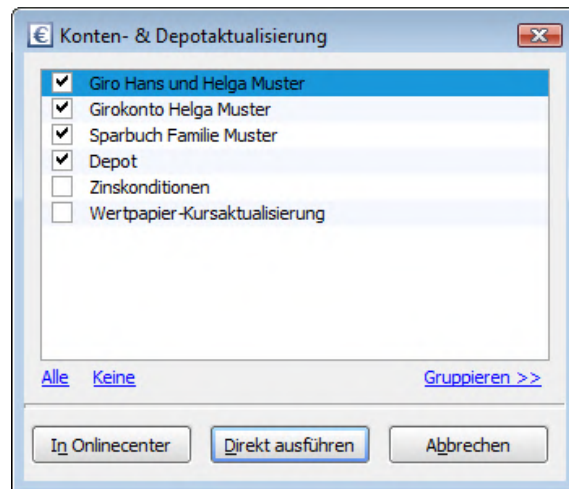 € Konten- & Depotaktualisierung
Giro Hans und Helga Muster
Girokonto Helga Muster
Sparbuch Familie Muster
Depot
Zinskonditionen
Wertpapier-Kursaktualisierung
Alle Keine Gruppieren >>
In Onlinecenter Direkt ausführen Abbrechen